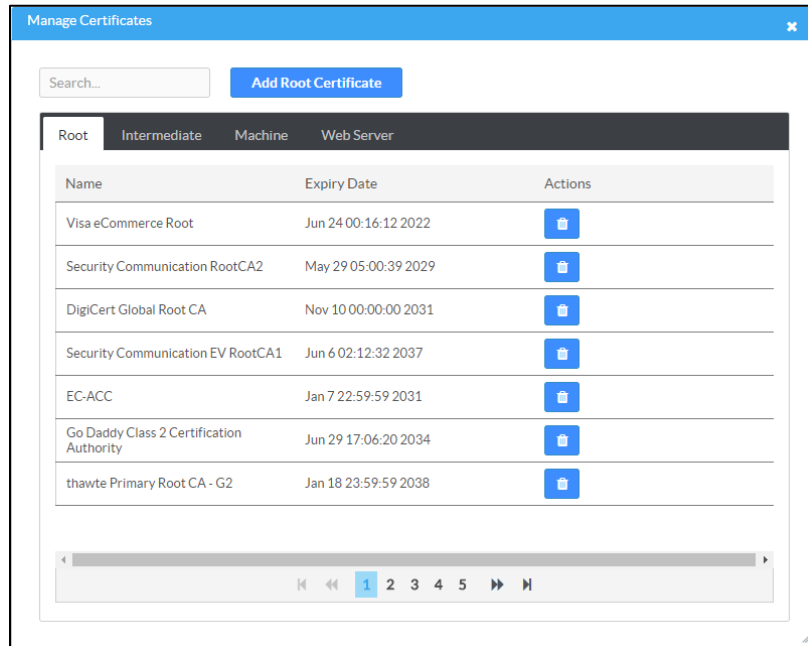 Manage Certificates
Search...
Add Root Certificate
Root Intermediate Machine Web Server
Name Expiry Date Actions
Visa eCommerce Root Jun 24 00:16:12 2022
Security Communication RootCA2 May 29 05:00:39 2029
DigiCert Global Root CA Nov 10 00:00:00 2031
Security Communication EV RootCA1 Jun 6 02:12:32 2037
EC-ACC Jan 7 22:59:59 2031
Go Daddy Class 2 Certification
Authority Jun 29 17:06:20 2034
thawte Primary Root CA - G2 Jan 18 23:59:59 2038
1 2 3 4 5